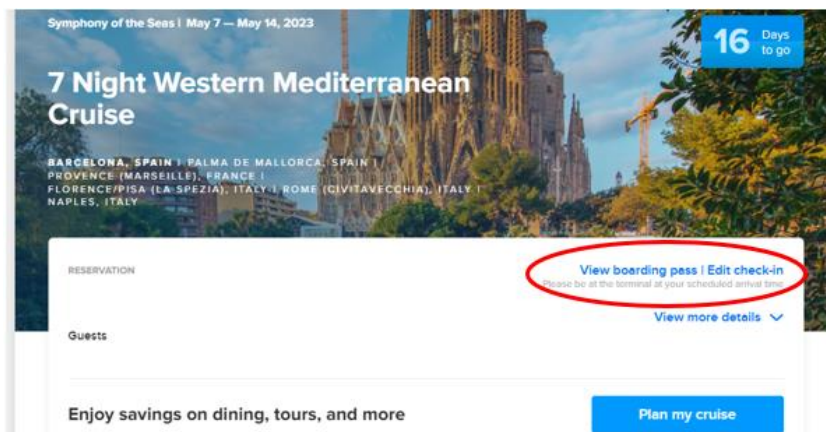 Symphony of the Seas | May 7 — May 14, 2023
16 Days
to go
7 Night Western Mediterranean
Cruise
BARCELONA, SPAIN | PALMA DE MALLORCA, SPAIN |
PROVENCE (MARSEILLE), FRANCE |
FLORENCE/PISA (LA SPEZIA), ITALY | ROME (CIVITAVECCHIA), ITALY |
NAPLES, ITALY
RESERVATION
View boarding pass | Edit check-in
Please be at the terminal at your scheduled arrival time
View more details
Guests
Enjoy savings on dining, tours, and more
Plan my cruise